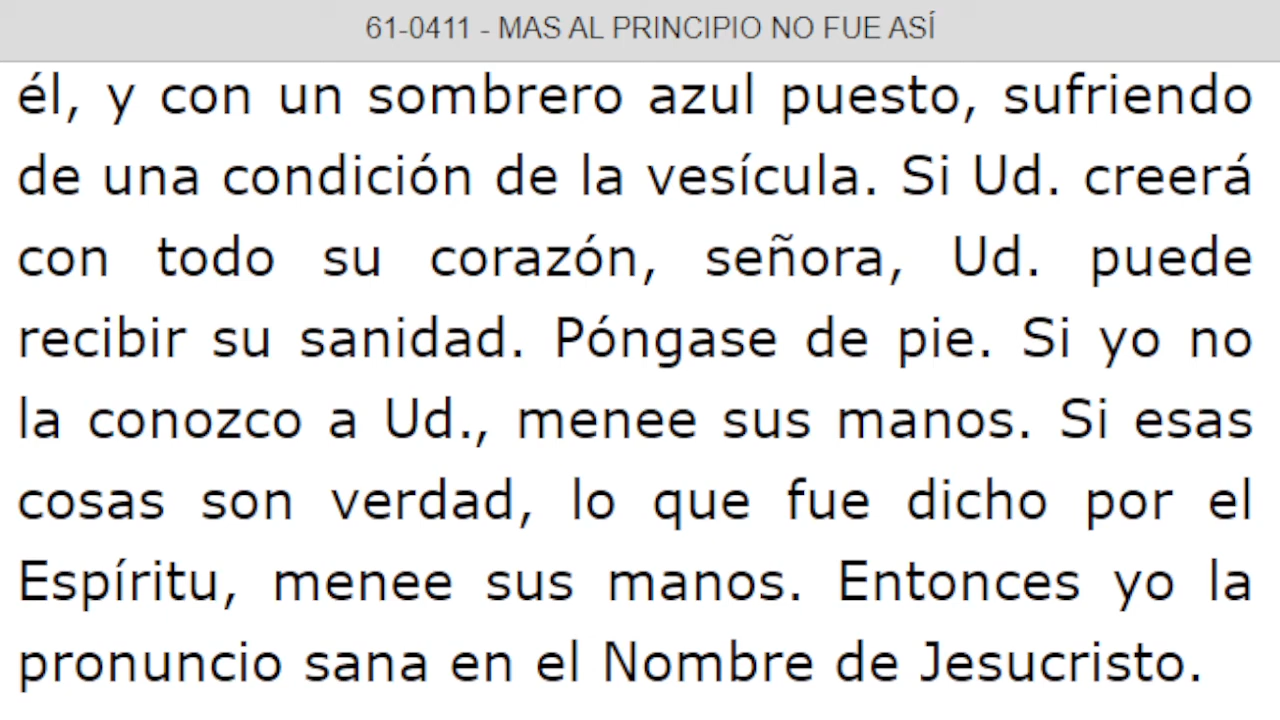 61-0411 - MAS AL PRINCIPIO NO FUE ASÍ
él, y con un sombrero azul puesto, sufriendo
de una condición de la vesícula. Si Ud. creerá
con todo su corazón, señora, Ud. puede
recibir su sanidad. Póngase de pie. Si yo no
la conozco a Ud., menee sus manos. Si esas
cosas son verdad, lo que fue dicho por el
Espíritu, menee sus manos. Entonces yo la
pronuncio sana en el Nombre de Jesucristo.